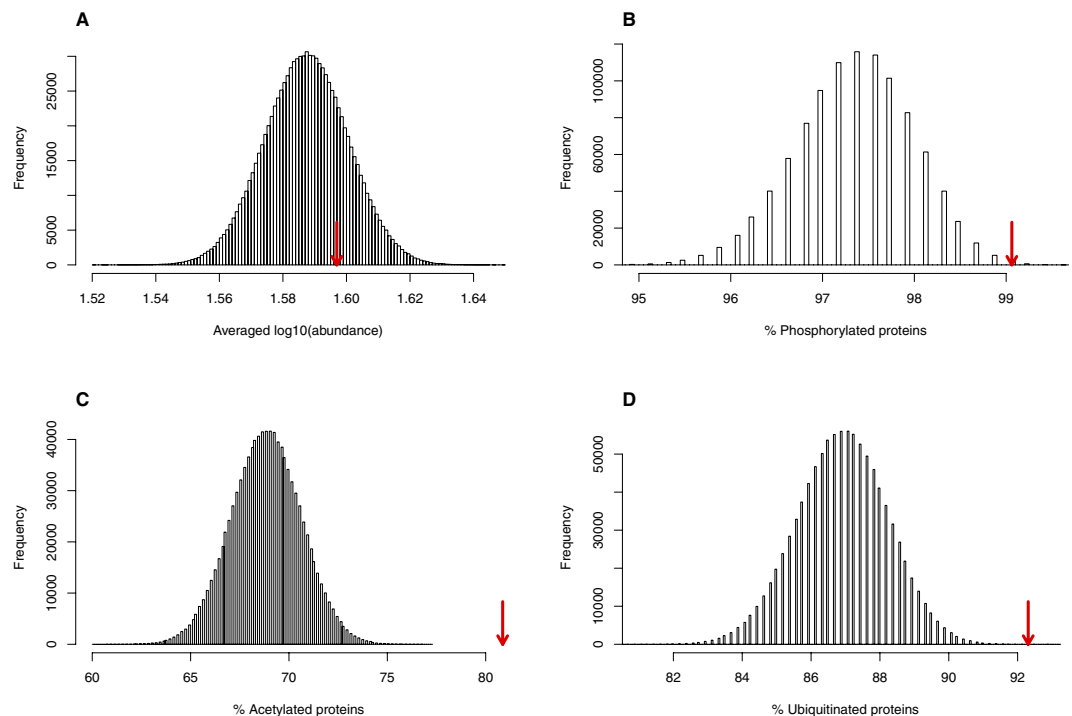 A
Frequency
0 5000 15000 25000
1.52 1.54 1.56 1.58 1.60 1.62 1.64
Averaged log10(abundance)
B
Frequency
0 20000 60000 100000
95 96 97 98 99
% Phosphorylated proteins
C
Frequency
0 10000 20000 30000 40000
60 65 70 75 80
% Acetylated proteins
D
Frequency
0 10000 30000 50000
82 84 86 88 90 92
% Ubiquitinated proteins